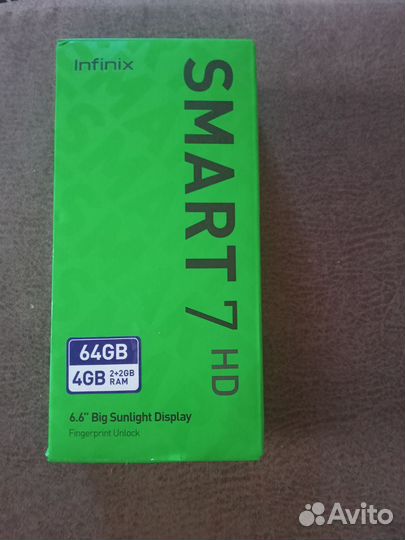 Infinix
SMART 7 HD
64GB
4GB 2+2GB RAM
6.6" Big Sunlight Display
Fingerprint Unlock
Avito